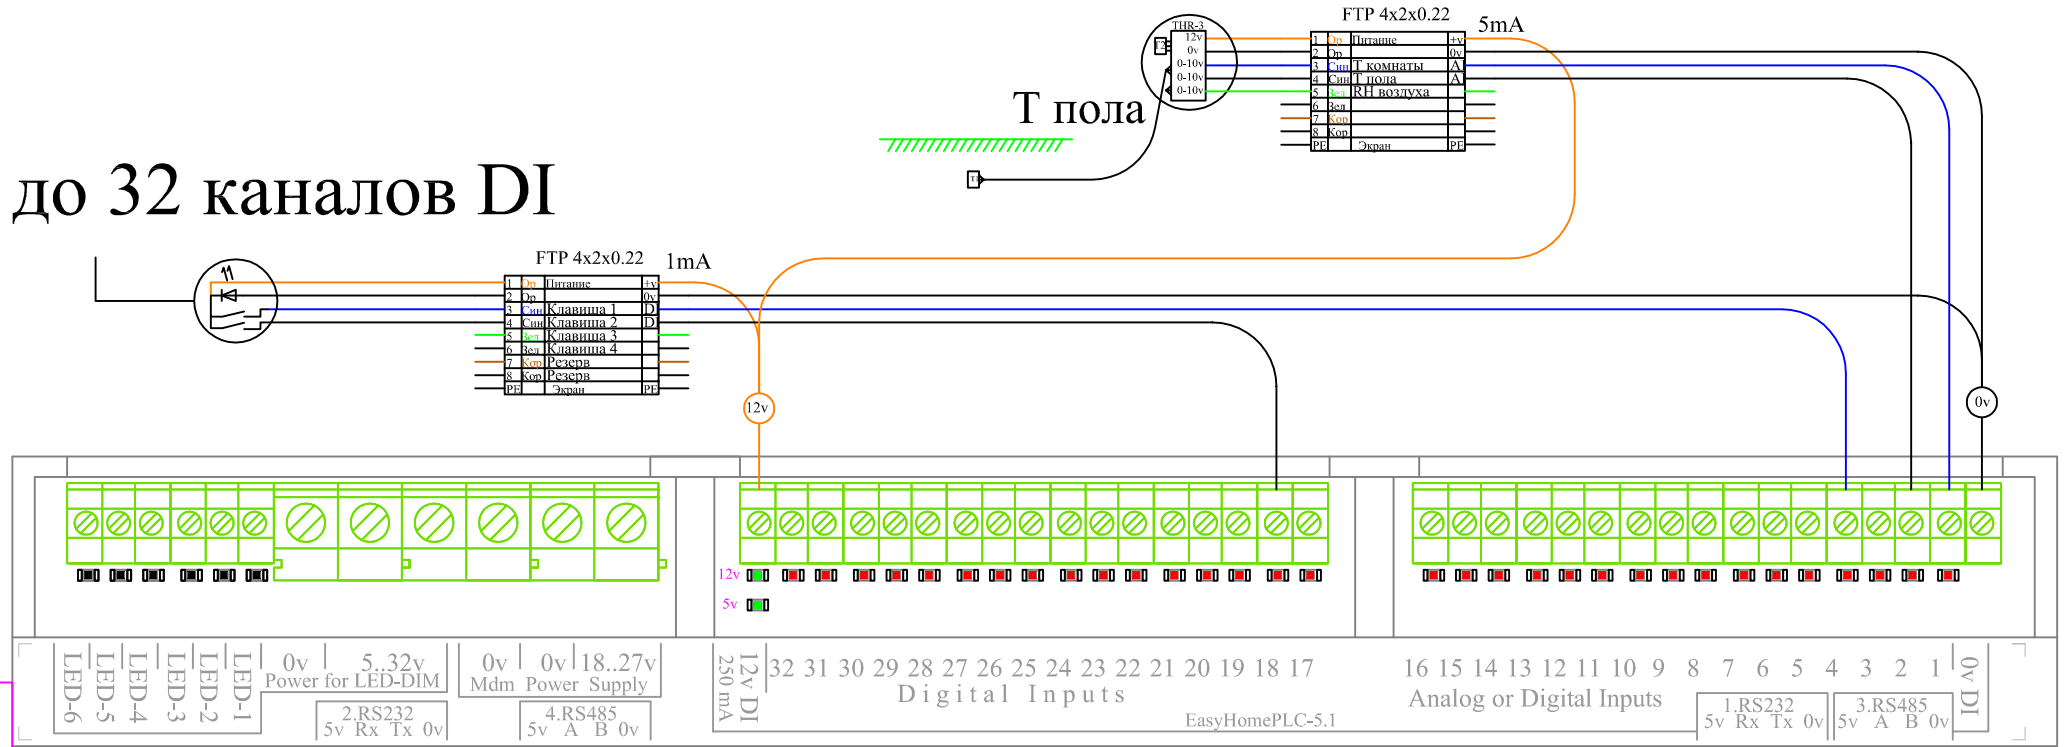 THR-3
12v
0v
0-10v
0-10v
0-10v
T2
FTP 4x2x0.22
5mA
1 Ор Питание +v
2 Ор 0v
3 Син Т комнаты A
4 Син Т пола A
5 Зел RH воздуха
6 Зел
7 Кор
8 Кор
PE Экран PE
Т пола
до 32 каналов DI
FTP 4x2x0.22
1mA
1 Ор Питание +v
2 Ор 0v
3 Син Клавиша 1 D
4 Син Клавиша 2 D
5 Зел Клавиша 3
6 Зел Клавиша 4
7 Кор Резерв
8 Кор Резерв
PE Экран PE
12v
0v
12v
5v
LED-6
LED-5
LED-4
LED-3
LED-2
LED-1
0v 5..32v
Power for LED-DIM
0v 0v 18..27v
Mdm Power Supply
2.RS232
5v Rx Tx 0v
4.RS485
5v A B 0v
12v DI
250 mA
32 31 30 29 28 27 26 25 24 23 22 21 20 19 18 17
Digital Inputs
EasyHomePLC-5.1
16 15 14 13 12 11 10 9 8 7 6 5 4 3 2 1
Analog or Digital Inputs
0v DI
1.RS232
5v Rx Tx 0v
3.RS485
5v A B 0v